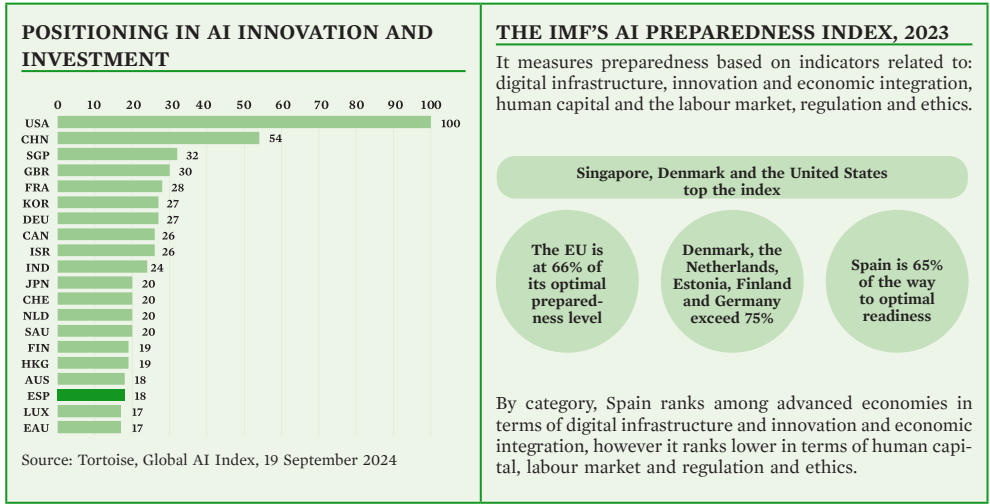 POSITIONING IN AI INNOVATION AND
INVESTMENT
0 10 20 30 40 50 60 70 80 90 100
USA 100
CHN 54
SGP 32
GBR 30
FRA 28
KOR 27
DEU 27
CAN 26
ISR 26
IND 24
JPN 20
CHE 20
NLD 20
SAU 20
FIN 19
HKG 19
AUS 18
ESP 18
LUX 17
EAU 17
Source: Tortoise, Global AI Index, 19 September 2024
THE IMF'S AI PREPAREDNESS INDEX, 2023
It measures preparedness based on indicators related to:
digital infrastructure, innovation and economic integration,
human capital and the labour market, regulation and ethics.
Singapore, Denmark and the United States
top the index
The EU is
at 66% of
its optimal
prepared-
ness level
Denmark, the
Netherlands,
Estonia, Finland
and Germany
exceed 75%
Spain is 65%
of the way
to optimal
readiness
By category, Spain ranks among advanced economies in
terms of digital infrastructure and innovation and economic
integration, however it ranks lower in terms of human capi-
tal, labour market and regulation and ethics.